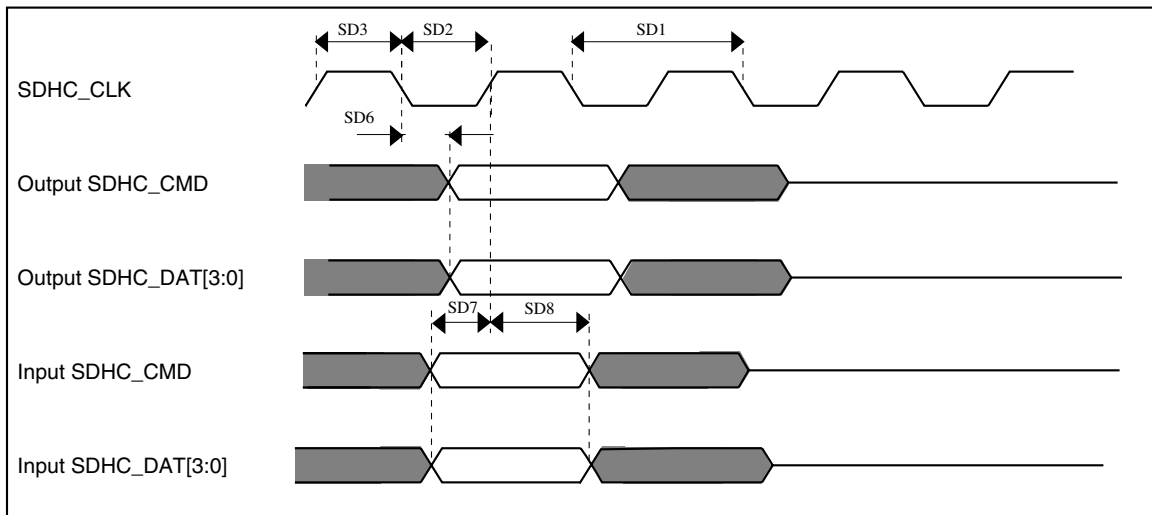 SD3 SD2 SD1
SDHC_CLK
SD6
Output SDHC_CMD
Output SDHC_DAT[3:0]
SD7 SD8
Input SDHC_CMD
Input SDHC_DAT[3:0]